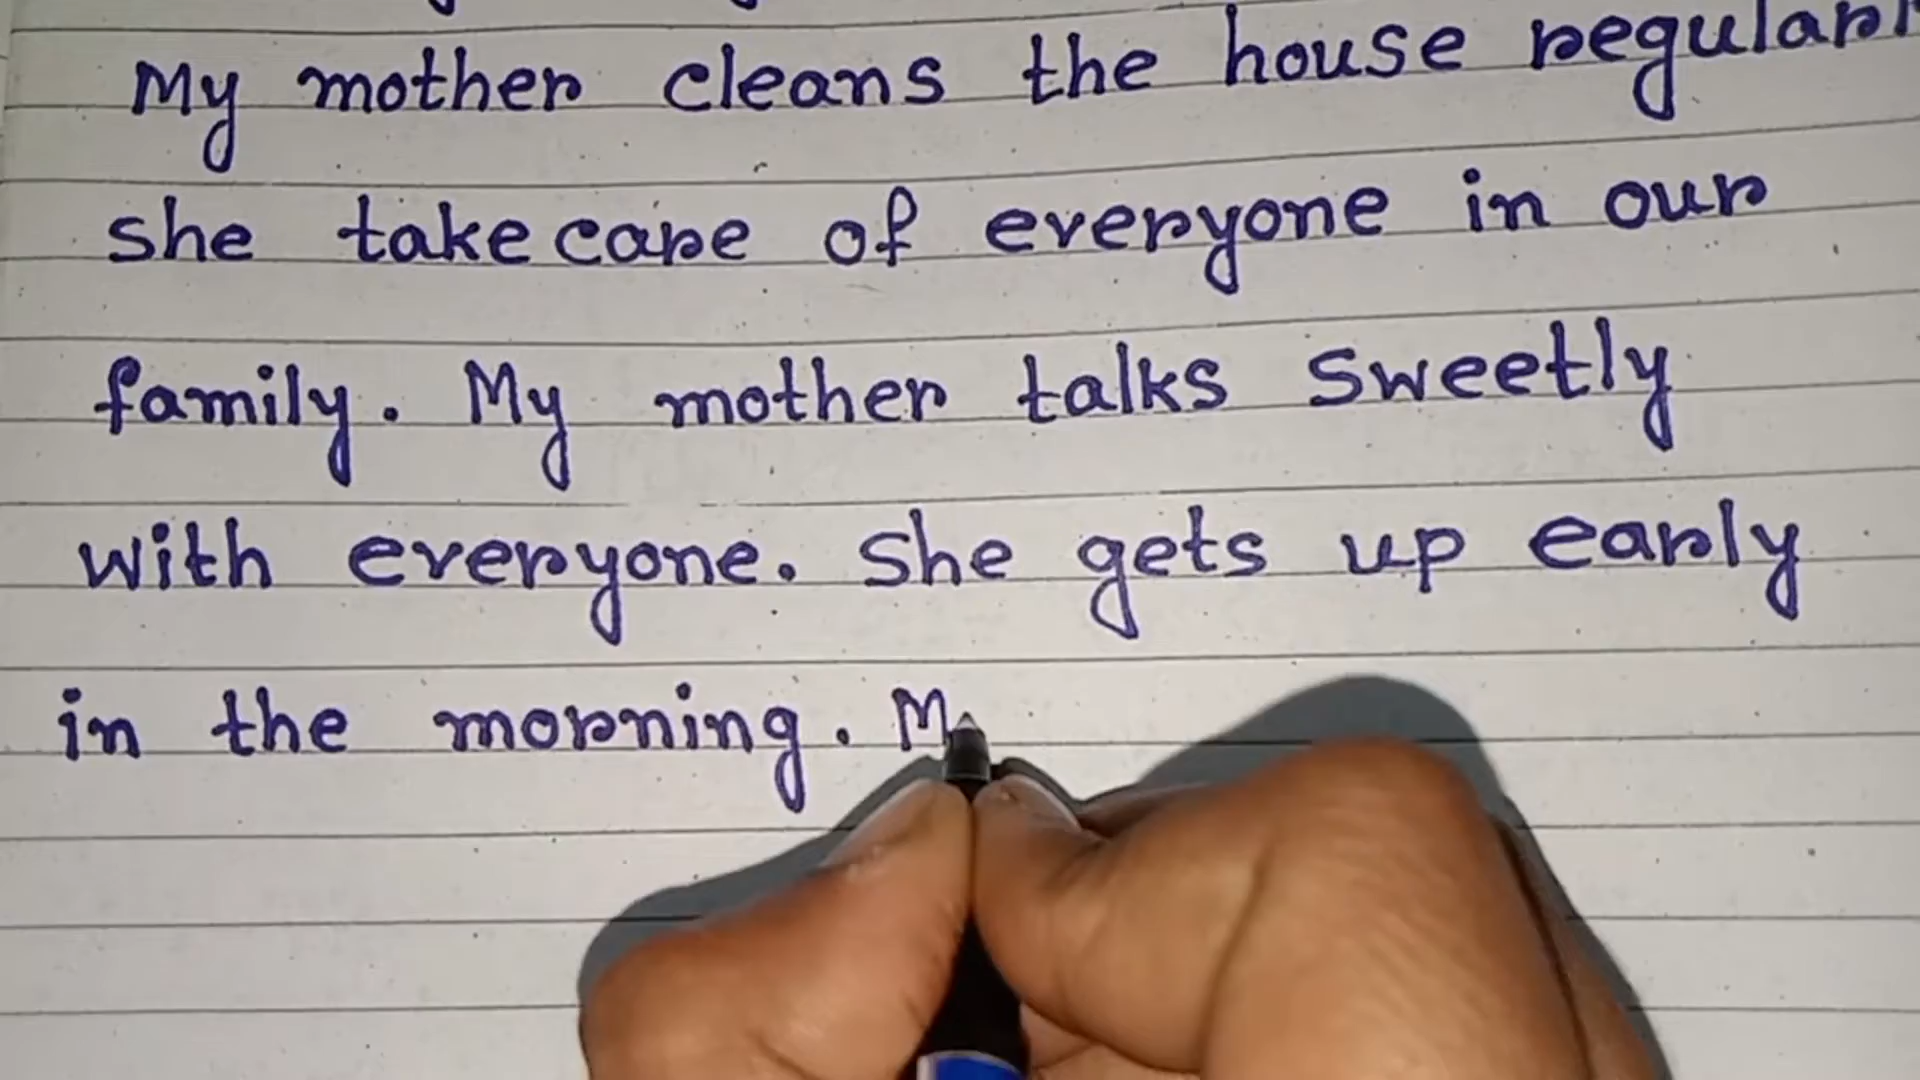 My mother cleans the house regularl
she take care of everyone in our
family. My mother talks sweetly
with everyone. She gets up early
in the morning. M